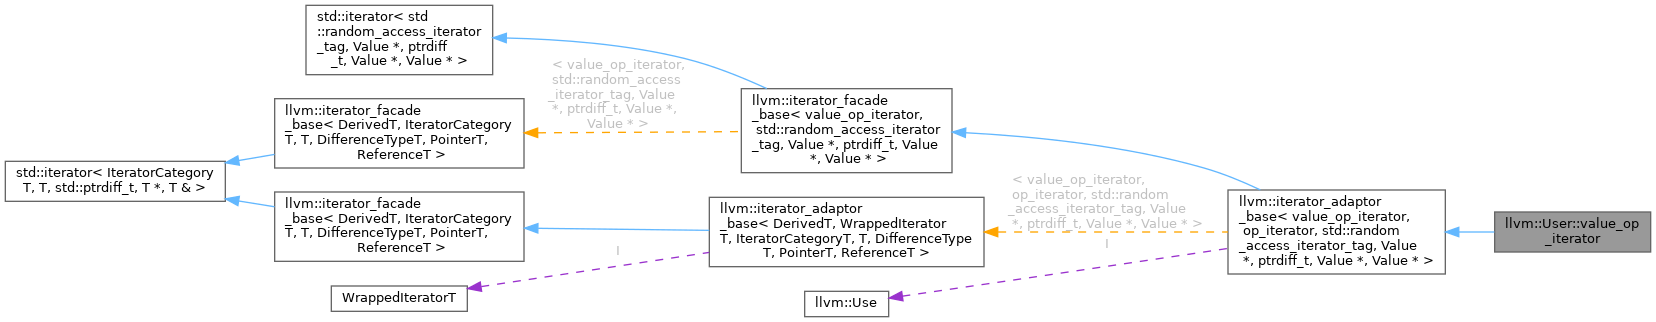 std::iterator< std
::random_access_iterator
_tag, Value *, ptrdiff
_t, Value *, Value * >
< value_op_iterator,
std::random_access
_iterator_tag, Value
*, ptrdiff_t, Value *,
Value * >
llvm::iterator_facade
_base< DerivedT, IteratorCategory
T, T, DifferenceTypeT, PointerT,
ReferenceT >
llvm::iterator_facade
_base< value_op_iterator,
std::random_access_iterator
_tag, Value *, ptrdiff_t, Value
*, Value * >
std::iterator< IteratorCategory
T, T, std::ptrdiff_t, T *, T & >
llvm::iterator_facade
_base< DerivedT, IteratorCategory
T, T, DifferenceTypeT, PointerT,
ReferenceT >
llvm::iterator_adaptor
_base< DerivedT, WrappedIterator
T, IteratorCategoryT, T, DifferenceType
T, PointerT, ReferenceT >
< value_op_iterator,
op_iterator, std::random
_access_iterator_tag, Value
*, ptrdiff_t, Value *, Value * >
llvm::iterator_adaptor
_base< value_op_iterator,
op_iterator, std::random
_access_iterator_tag, Value
*, ptrdiff_t, Value *, Value * >
llvm::User::value_op
_iterator
I
I
WrappedIteratorT
llvm::Use